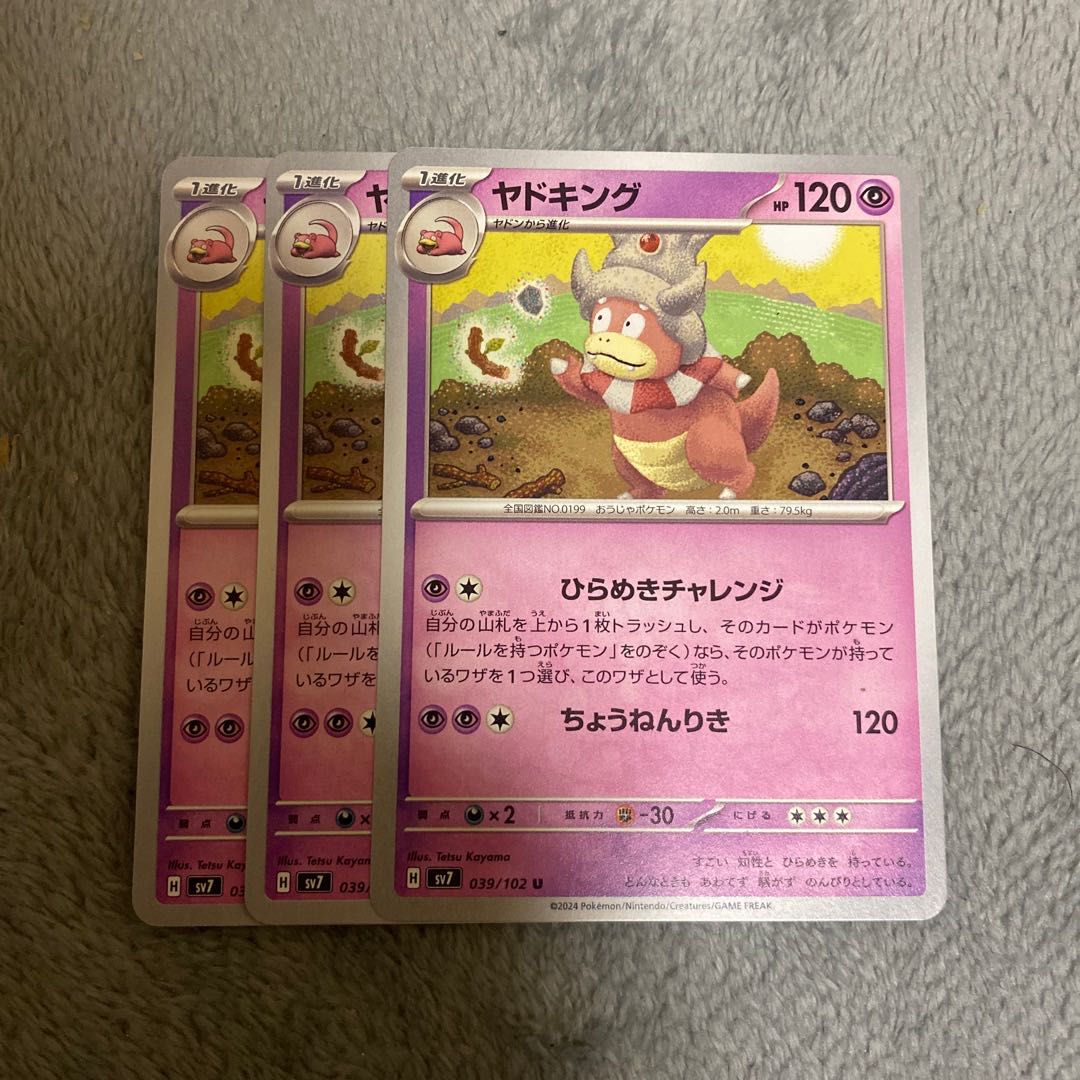 1進化
1進化
ヤ
1進化
ヤドキング
HP 120
ヤド
ヤドンから進化
全国図鑑NO.0199 おうじゃポケモン 高さ:2.0m 重さ:79.5kg
自分の山
(「ルール
いるワザを
自分の山札
(「ルールを
いるワザを1
ひらめきチャレンジ
自分の山札を上から1枚トラッシュし、そのカードがポケモン
(「ルールを持つポケモン」をのぞく)なら、そのポケモンが持って
いるワザを1つ選び、このワザとして使う。
ちょうねんりき 120
弱点
弱点 ×
弱点 ×2 抵抗力 -30 にげる
すごい 知性と ひらめきを 持っている。
どんなときも あわてず 騒がず のんびりとしている。
Illus. Tetsu Kay
H SV7 03
Illus. Tetsu Kayam
H SV7 039/
Illus. Tetsu Kayama
H SV7 039/102 U
©2024 Pokémon/Nintendo/Creatures/GAME FREAK